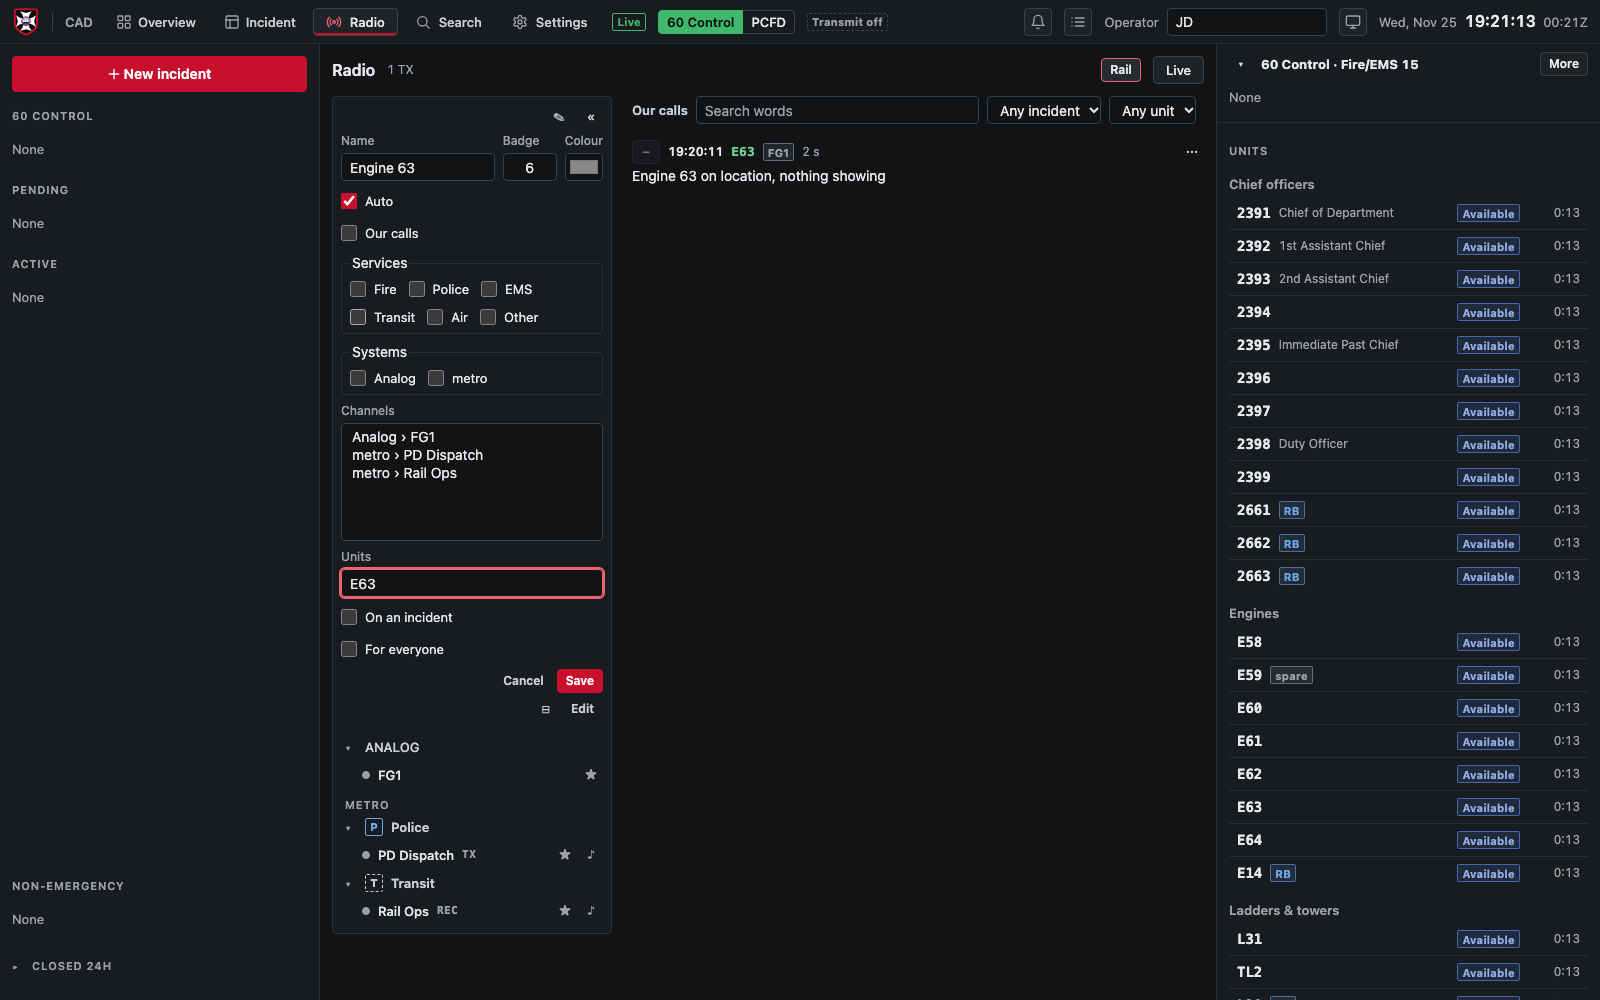 CAD Overview Incident Radio Search Settings Live 60 Control PCFD Transmit off Operator JD Wed, Nov 25 19:21:13 00:21Z
+ New incident
60 CONTROL
None
PENDING
None
ACTIVE
None
NON-EMERGENCY
None
CLOSED 24H
Radio 1 TX Rail Live
Name Badge Colour
Engine 63 6
Auto
Our calls
Services
Fire Police EMS
Transit Air Other
Systems
Analog metro
Channels
Analog › FG1
metro › PD Dispatch
metro › Rail Ops
Units
E63
On an incident
For everyone
Cancel Save
Edit
ANALOG
FG1
METRO
P Police
PD Dispatch TX
T Transit
Rail Ops REC
Our calls Search words Any incident Any unit
19:20:11 E63 FG1 2 s
Engine 63 on location, nothing showing
60 Control · Fire/EMS 15 More
None
UNITS
Chief officers
2391 Chief of Department Available 0:13
2392 1st Assistant Chief Available 0:13
2393 2nd Assistant Chief Available 0:13
2394 Available 0:13
2395 Immediate Past Chief Available 0:13
2396 Available 0:13
2397 Available 0:13
2398 Duty Officer Available 0:13
2399 Available 0:13
2661 RB Available 0:13
2662 RB Available 0:13
2663 RB Available 0:13
Engines
E58 Available 0:13
E59 spare Available 0:13
E60 Available 0:13
E61 Available 0:13
E62 Available 0:13
E63 Available 0:13
E64 Available 0:13
E14 RB Available 0:13
Ladders & towers
L31 Available 0:13
TL2 Available 0:13